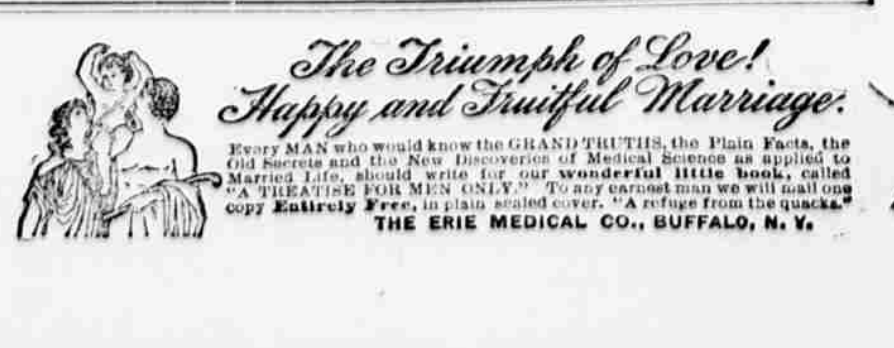 The Triumph of Love!
Happy and Fruitful Marriage.
Every MAN who would know the GRAND TRUTHS, the Plain Facts, the
Old Secrets and the New Discoveries of Medical Science as applied to
Married Life, should write for our wonderful little book, called
"A TREATISE FOR MEN ONLY." To any earnest man we will mail one
copy Entirely Free, in plain sealed cover. "A refuge from the quacks."
THE ERIE MEDICAL CO., BUFFALO, N. Y.